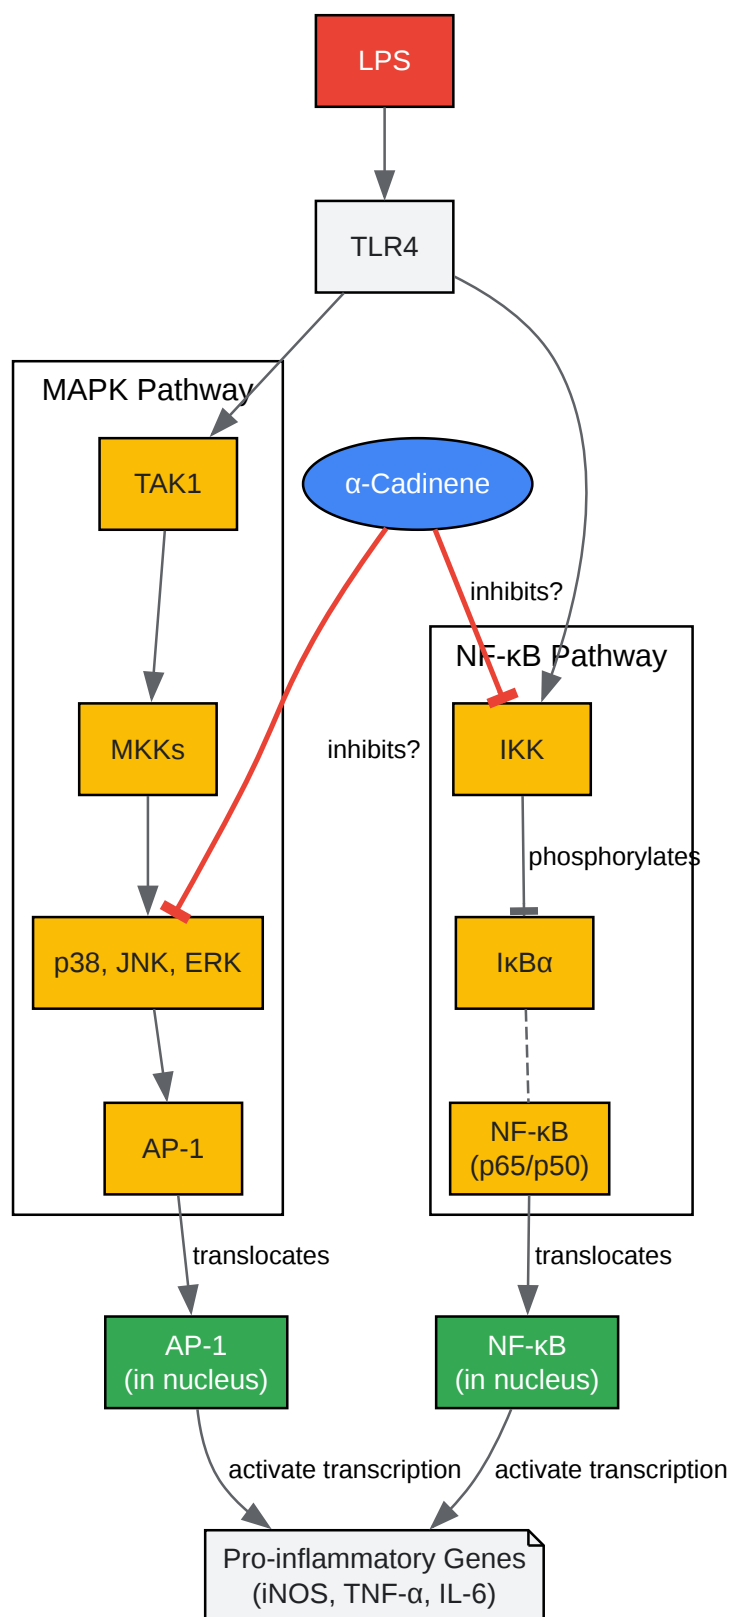 LPS
TLR4
MAPK Pathway
TAK1
α-Cadinene
inhibits?
NF-κB Pathway
MKKs
inhibits?
IKK
phosphorylates
p38, JNK, ERK
IκBα
AP-1
NF-κB
(p65/p50)
translocates
translocates
AP-1
(in nucleus)
NF-κB
(in nucleus)
activate transcription
activate transcription
Pro-inflammatory Genes
(iNOS, TNF-α, IL-6)